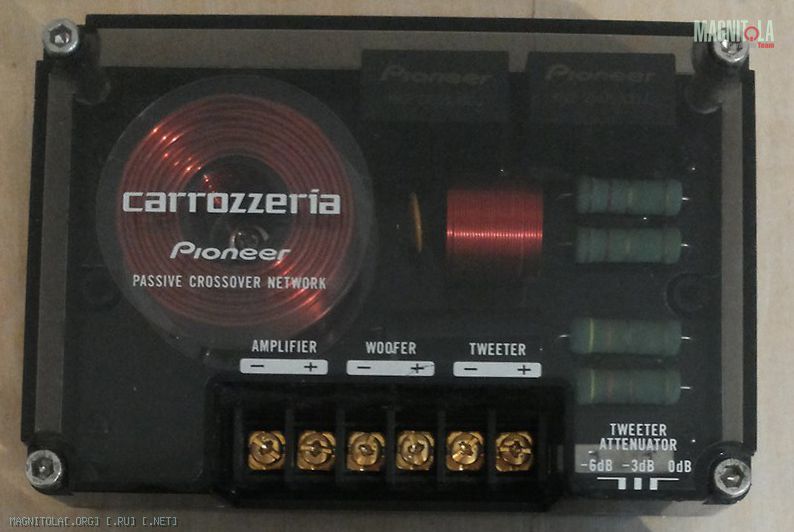 MAGNITOLA
Team
Pioneer
Pioneer
carrozzeria
Pioneer
PASSIVE CROSSOVER NETWORK
AMPLIFIER WOOFER TWEETER
− + − + − +
TWEETER
ATTENUATOR
-6dB -3dB 0dB
MAGNITOLA[.ORG] [.RU] [.NET]